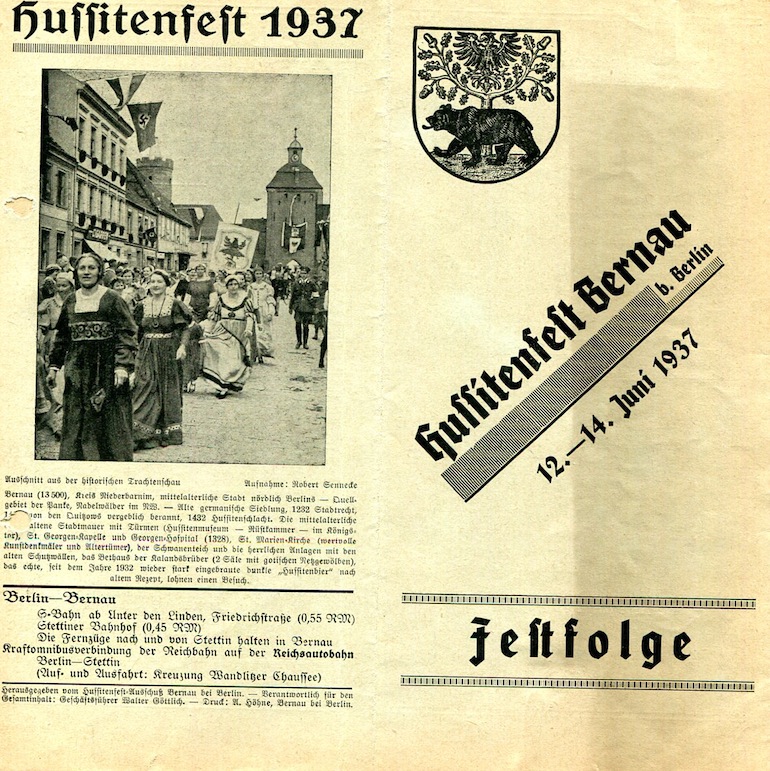 Hussitenfest 1937
Ausschnitt aus der historischen Trachtenschau Aufnahme: Robert Sennecke
Bernau (13500), Kreis Niederbarnim, mittelalterliche Stadt nördlich Berlins — Quell-
gebiet der Panke, Nadelwälder im NW. — Alte germanische Siedlung, 1232 Stadtrecht,
von den Quitzows vergeblich berannt, 1432 Hussitenschlacht. Die mittelalterliche
altene Stadtmauer mit Türmen (Hussitenmuseum — Rüstkammer — im Königs-
tor), St. Georgen-Kapelle und Georgen-Hospital (1328), St. Marien-Kirche (wertvolle
Kunstdenkmäler und Altertümer), der Schwanenteich und die herrlichen Anlagen mit den
alten Schutzwällen, das Bethaus der Kalandsbrüder (2 Säle mit gotischen Netzgewölben),
das echte, seit dem Jahre 1932 wieder stark eingebraute dunkle „Hussitenbier" nach
altem Rezept, lohnen einen Besuch.
Berlin—Bernau
S-Bahn ab Unter den Linden, Friedrichstraße (0,55 RM)
Stettiner Bahnhof (0,45 RM)
Die Fernzüge nach und von Stettin halten in Bernau
Kraftomnibusverbindung der Reichbahn auf der Reichsautobahn
Berlin—Stettin
(Auf- und Ausfahrt: Kreuzung Wandlitzer Chaussee)
Herausgegeben vom Hussitenfest-Ausschuß Bernau bei Berlin. — Verantwortlich für den
Gesamtinhalt: Geschäftsführer Walter Göttlich. — Druck: A. Höhne, Bernau bei Berlin.
Hussitenfest Bernau
b. Berlin
12.—14. Juni 1937
Festfolge